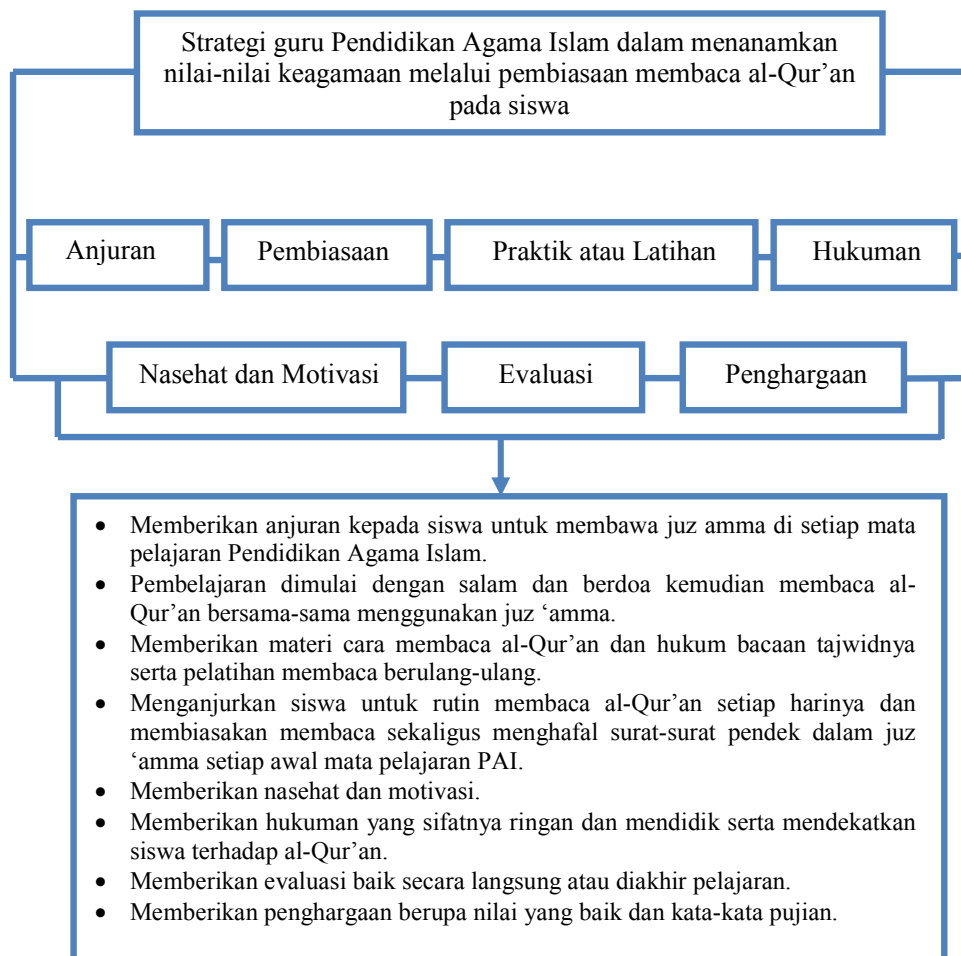 Strategi guru Pendidikan Agama Islam dalam menanamkan
nilai-nilai keagamaan melalui pembiasaan membaca al-Qur’an
pada siswa
Anjuran
Pembiasaan
Praktik atau Latihan
Hukuman
Nasehat dan Motivasi
Evaluasi
Penghargaan
• Memberikan anjuran kepada siswa untuk membawa juz amma di setiap mata
pelajaran Pendidikan Agama Islam.
• Pembelajaran dimulai dengan salam dan berdoa kemudian membaca al-
Qur’an bersama-sama menggunakan juz ‘amma.
• Memberikan materi cara membaca al-Qur’an dan hukum bacaan tajwidnya
serta pelatihan membaca berulang-ulang.
• Menganjurkan siswa untuk rutin membaca al-Qur’an setiap harinya dan
membiasakan membaca sekaligus menghafal surat-surat pendek dalam juz
‘amma setiap awal mata pelajaran PAI.
• Memberikan nasehat dan motivasi.
• Memberikan hukuman yang sifatnya ringan dan mendidik serta mendekatkan
siswa terhadap al-Qur’an.
• Memberikan evaluasi baik secara langsung atau diakhir pelajaran.
• Memberikan penghargaan berupa nilai yang baik dan kata-kata pujian.